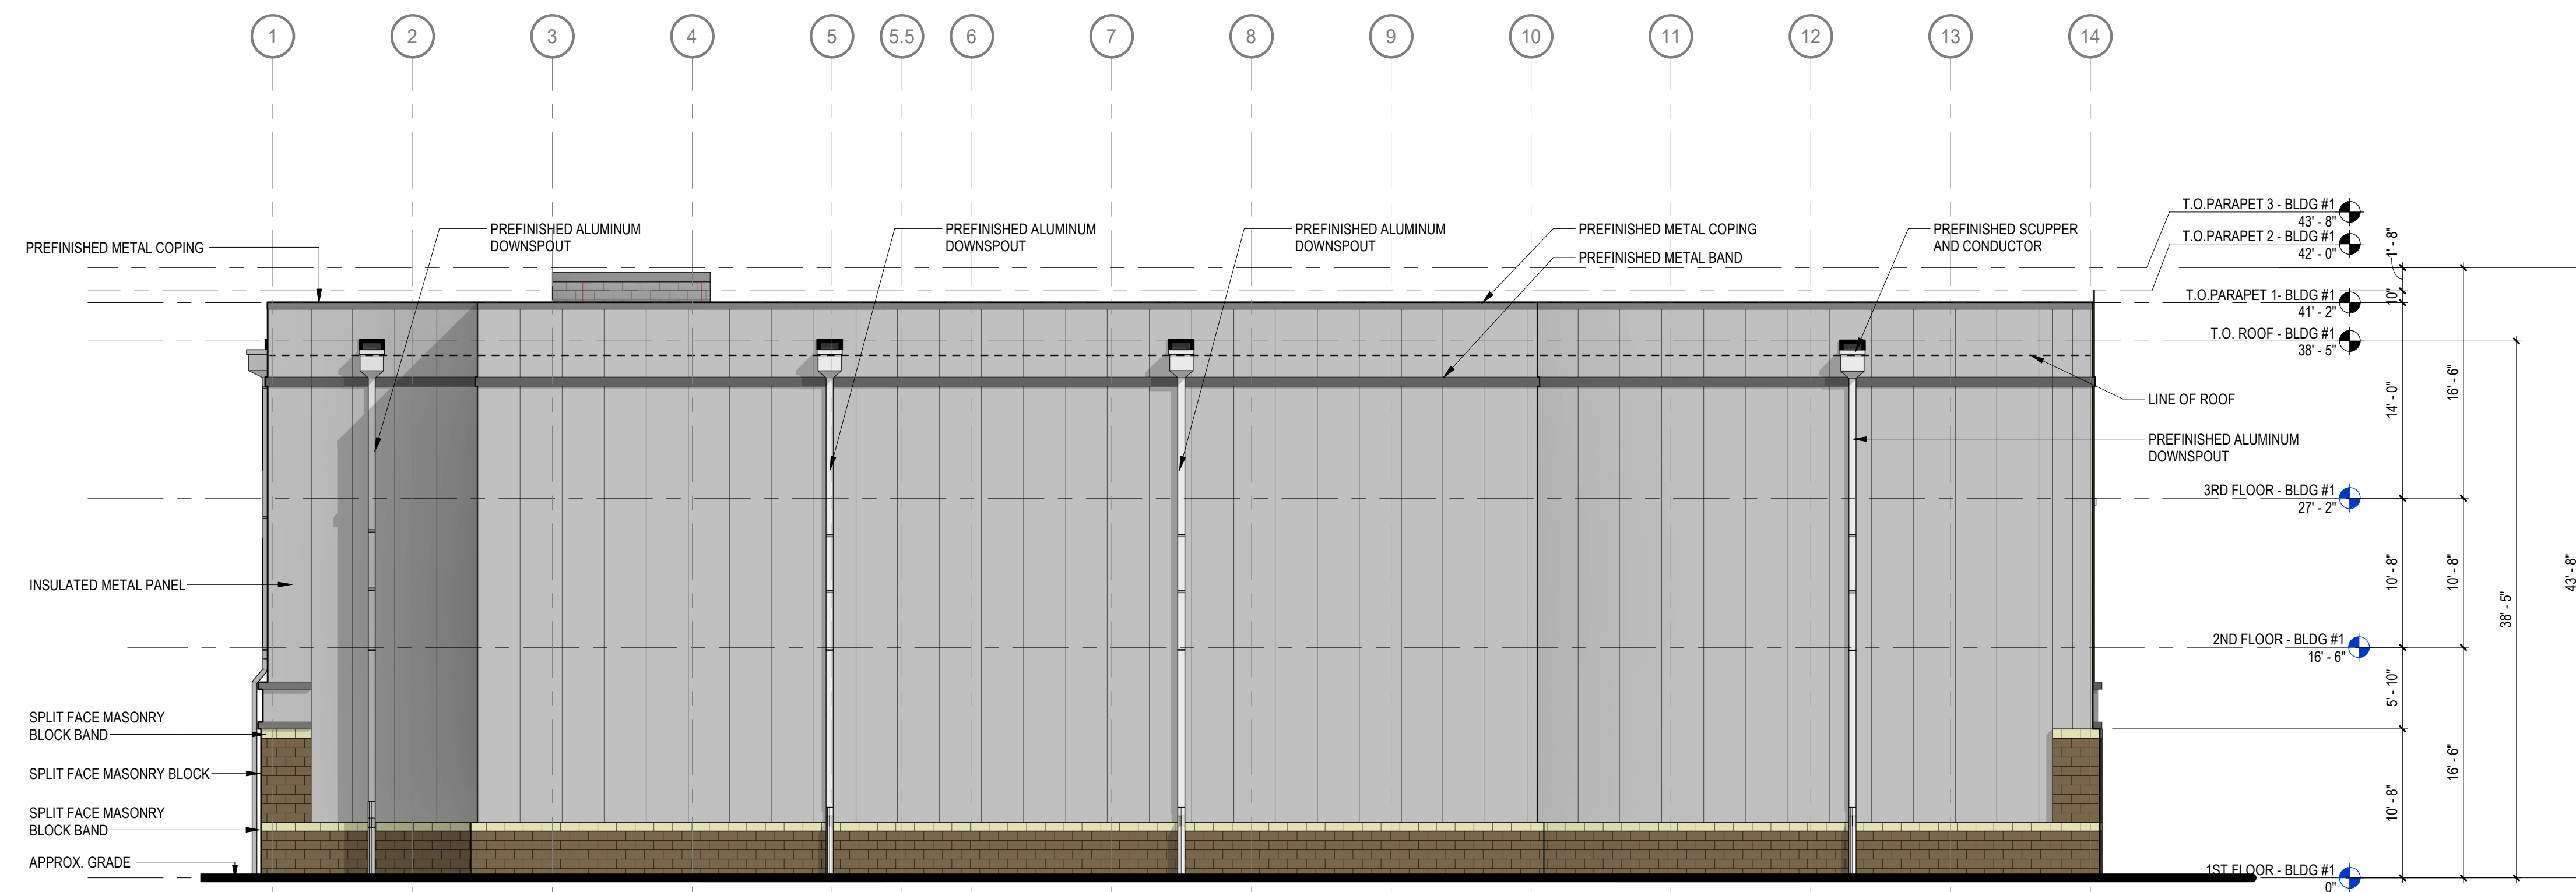 1
2
3
4
5
5.5
6
7
8
9
10
11
12
13
14
PREFINISHED METAL COPING
PREFINISHED ALUMINUM
DOWNSPOUT
PREFINISHED ALUMINUM
DOWNSPOUT
PREFINISHED ALUMINUM
DOWNSPOUT
PREFINISHED METAL COPING
PREFINISHED METAL BAND
PREFINISHED SCUPPER
AND CONDUCTOR
T.O.PARAPET 3 - BLDG #1
43' - 8"
T.O.PARAPET 2 - BLDG #1
42' - 0"
T.O.PARAPET 1- BLDG #1
41' - 2"
T.O. ROOF - BLDG #1
38' - 5"
LINE OF ROOF
PREFINISHED ALUMINUM
DOWNSPOUT
3RD FLOOR - BLDG #1
27' - 2"
2ND FLOOR - BLDG #1
16' - 6"
1ST FLOOR - BLDG #1
0"
1' - 8"
10"
14' - 0"
10' - 8"
5' - 10"
10' - 8"
16' - 6"
10' - 8"
16' - 6"
38' - 5"
43' - 8"
INSULATED METAL PANEL
SPLIT FACE MASONRY
BLOCK BAND
SPLIT FACE MASONRY BLOCK
SPLIT FACE MASONRY
BLOCK BAND
APPROX. GRADE